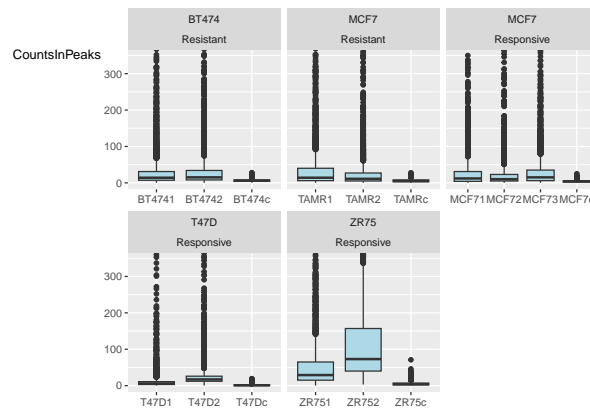 BT474
MCF7
MCF7
Resistant
Resistant
Responsive
CountsInPeaks
300
200
100
0
BT4741 BT4742 BT474c
TAMR1 TAMR2 TAMRc
MCF71 MCF72 MCF73 MCF7c
T47D
ZR75
Responsive
Responsive
300
200
100
0
T47D1 T47D2 T47Dc
ZR751 ZR752 ZR75c